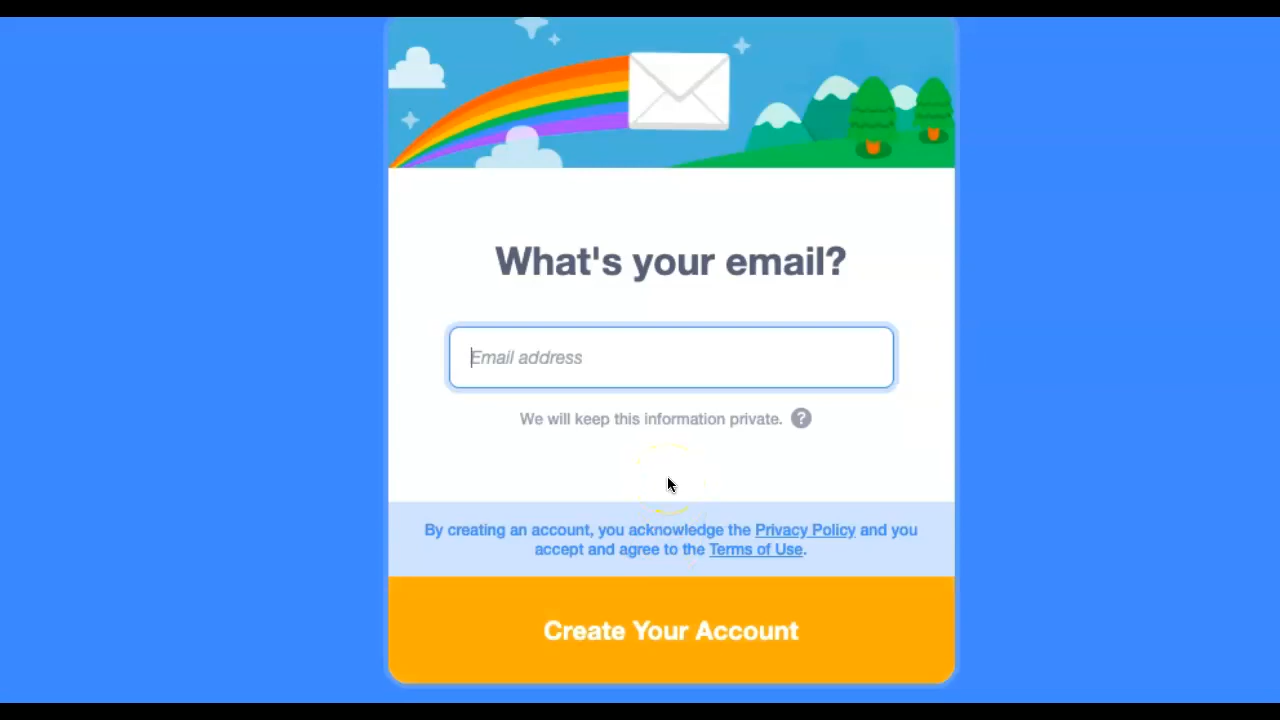 What's your email?
Email address
We will keep this information private. ?
By creating an account, you acknowledge the Privacy Policy and you
accept and agree to the Terms of Use.
Create Your Account